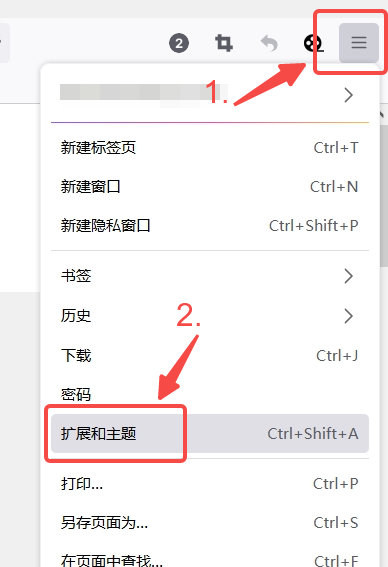 2
1.
新建标签页 Ctrl+T
新建窗口 Ctrl+N
新建隐私窗口 Ctrl+Shift+P
书签
历史
2.
下载 Ctrl+J
密码
扩展和主题 Ctrl+Shift+A
打印... Ctrl+P
另存页面为... Ctrl+S
在页面中查找... Ctrl+F